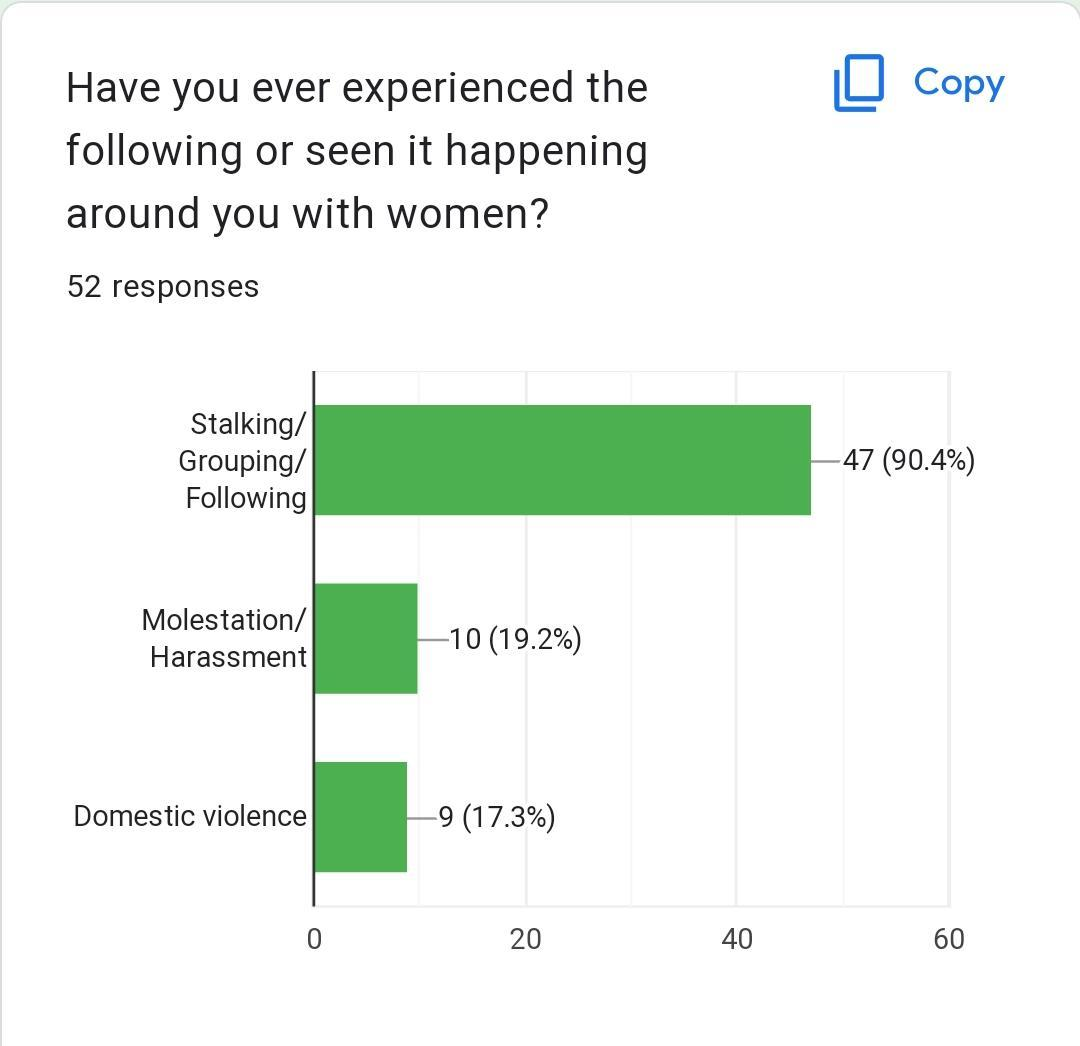 Have you ever experienced the
following or seen it happening
around you with women?
Copy
52 responses
Stalking/
Grouping/
Following
47 (90.4%)
Molestation/
Harassment
10 (19.2%)
Domestic violence
9 (17.3%)
0 20 40 60